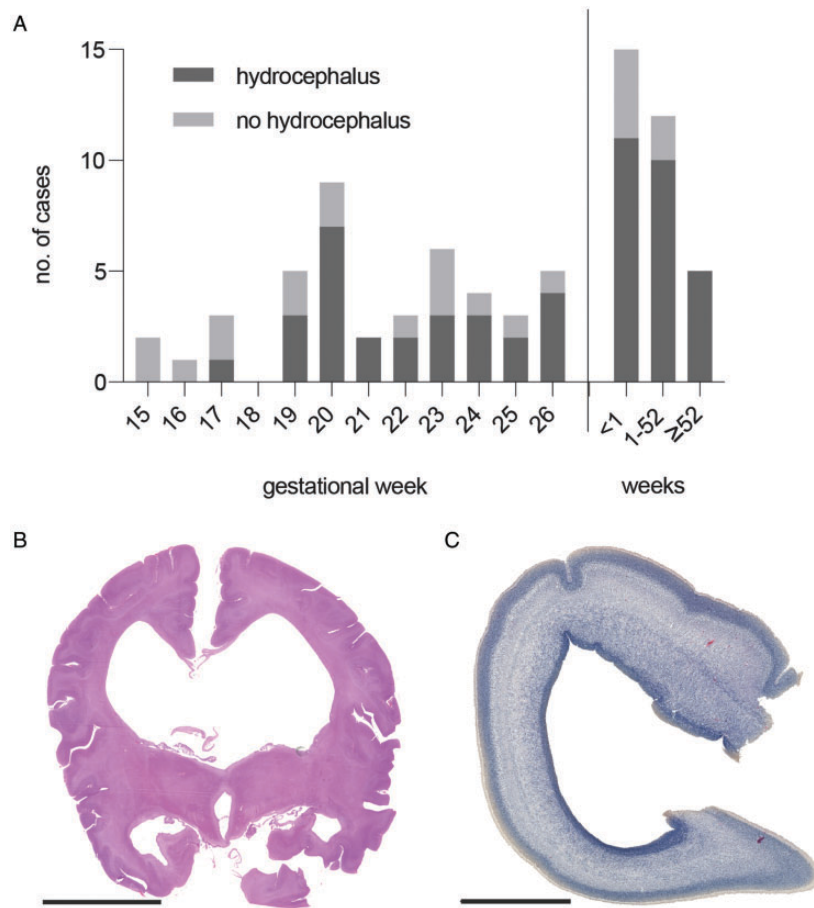 A
15
10
5
0
no. of cases
hydrocephalus
no hydrocephalus
15 16 17 18 19 20 21 22 23 24 25 26 <1 1-52 ≥52
gestational week weeks
B C